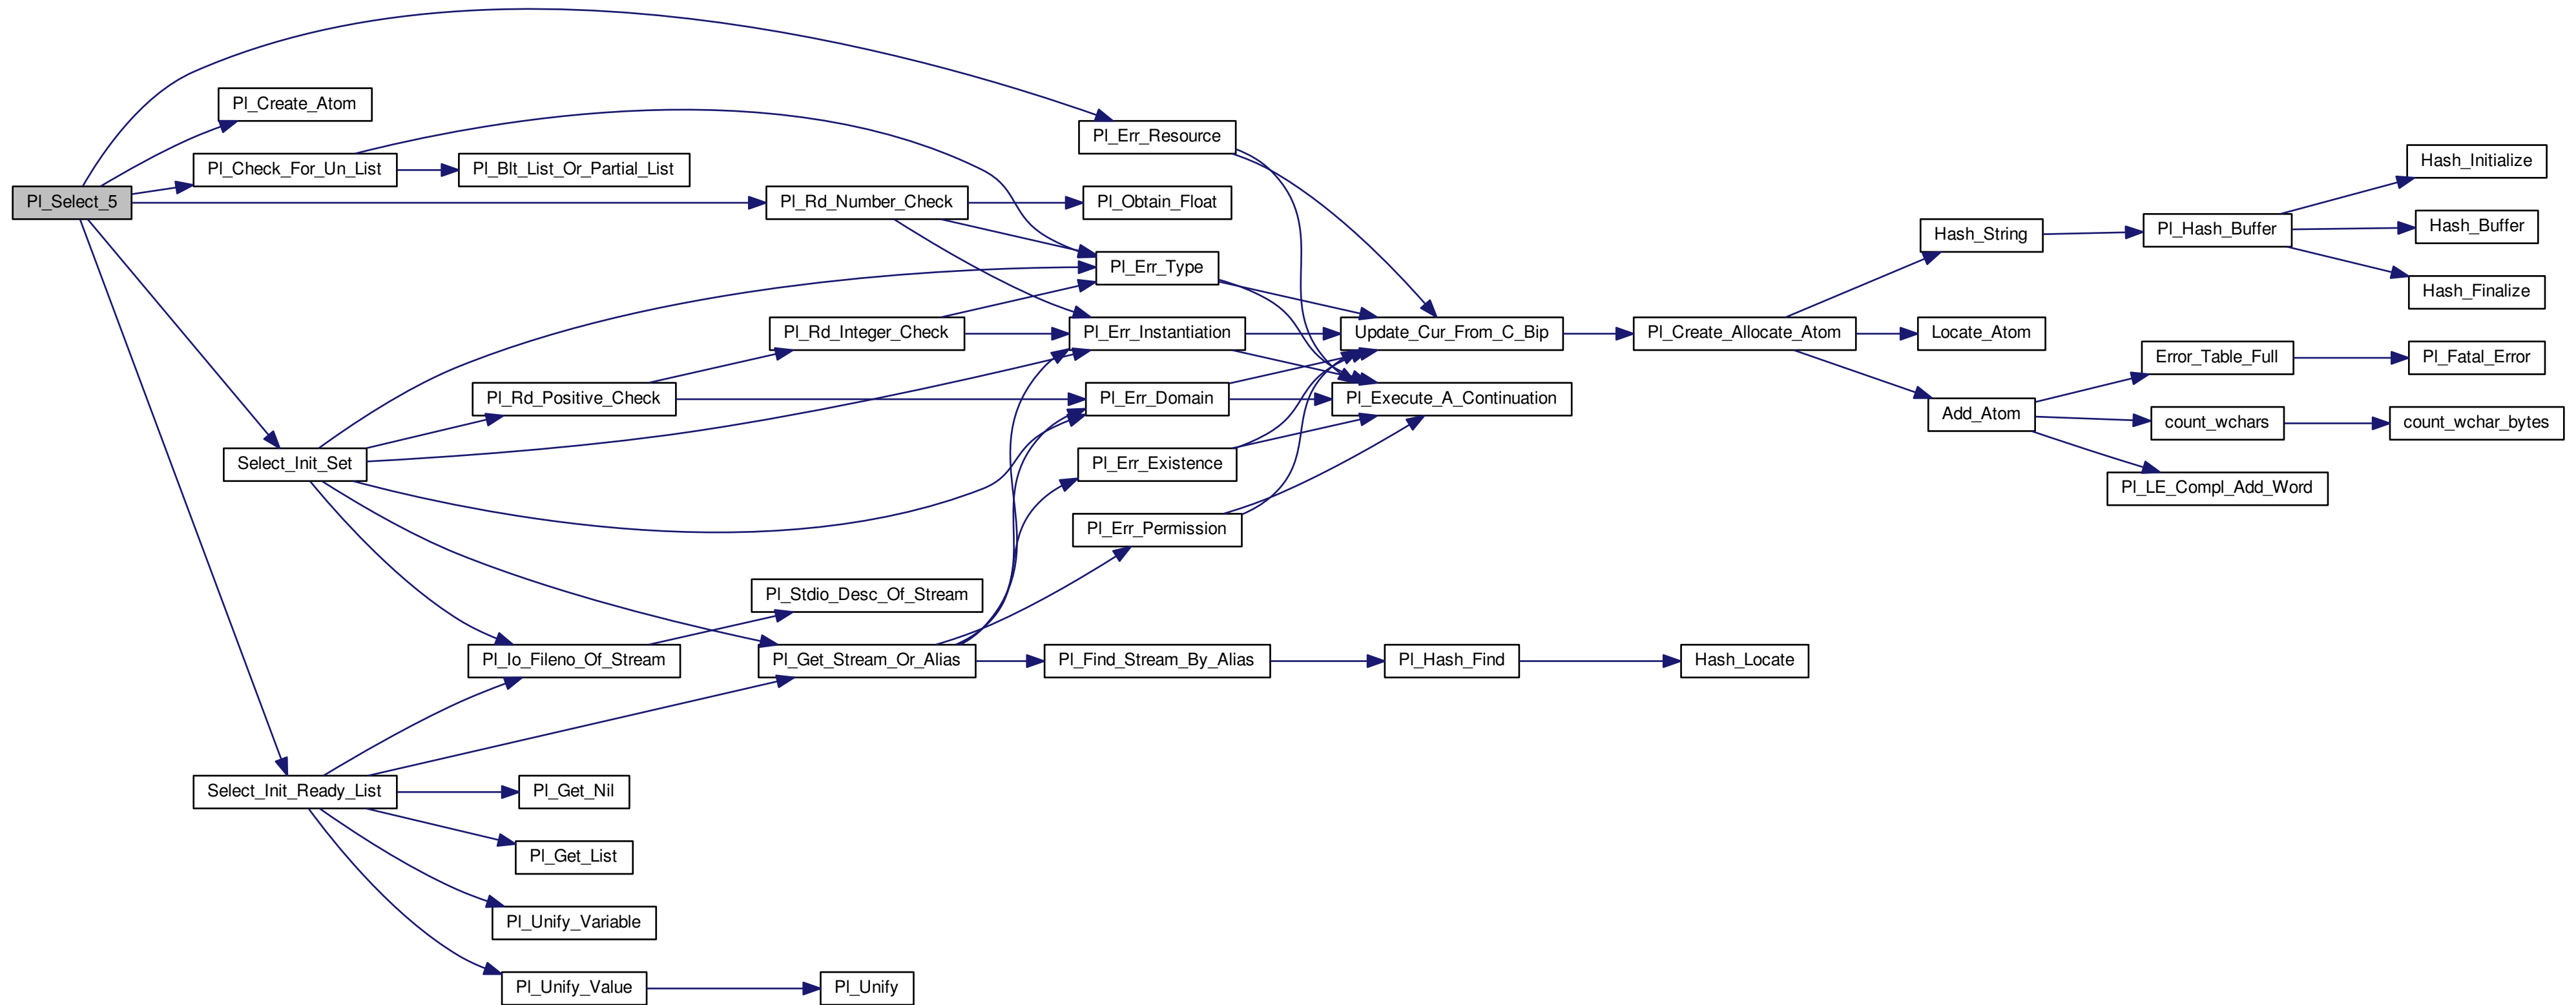 Pl_Select_5
Pl_Create_Atom
Pl_Check_For_Un_List
Pl_Blt_List_Or_Partial_List
Pl_Err_Resource
Pl_Rd_Number_Check
Pl_Obtain_Float
Pl_Err_Type
Pl_Rd_Integer_Check
Pl_Err_Instantiation
Update_Cur_From_C_Bip
Pl_Create_Allocate_Atom
Hash_String
Pl_Hash_Buffer
Hash_Initialize
Hash_Buffer
Hash_Finalize
Locate_Atom
Add_Atom
Error_Table_Full
Pl_Fatal_Error
count_wchars
count_wchar_bytes
Pl_LE_Compl_Add_Word
Pl_Rd_Positive_Check
Pl_Err_Domain
Pl_Execute_A_Continuation
Select_Init_Set
Pl_Err_Existence
Pl_Err_Permission
Pl_Stdio_Desc_Of_Stream
Pl_Io_Fileno_Of_Stream
Pl_Get_Stream_Or_Alias
Pl_Find_Stream_By_Alias
Pl_Hash_Find
Hash_Locate
Select_Init_Ready_List
Pl_Get_Nil
Pl_Get_List
Pl_Unify_Variable
Pl_Unify_Value
Pl_Unify